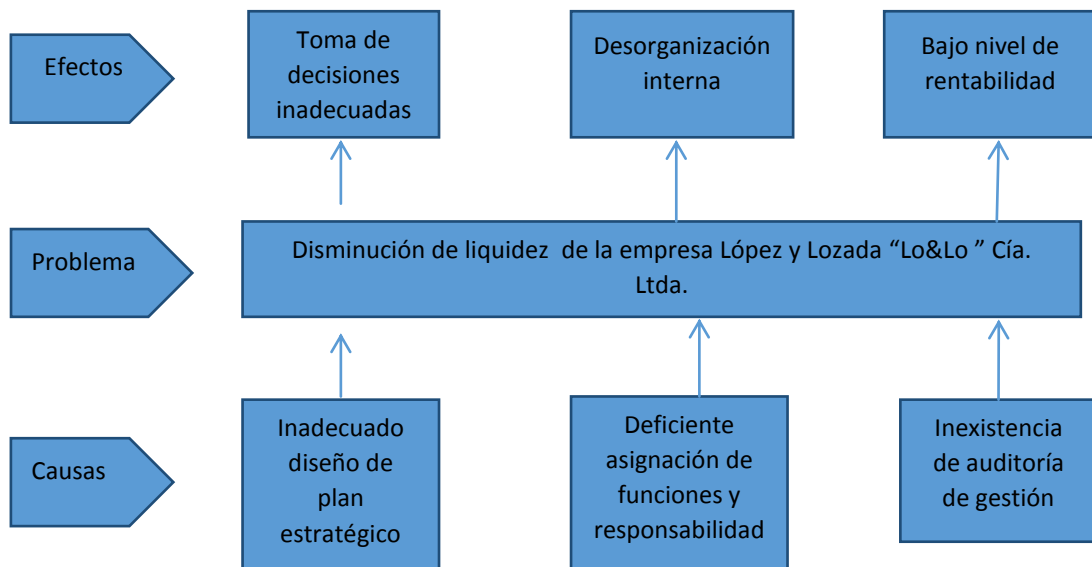 Efectos
Toma de
decisiones
inadecuadas
Desorganización
interna
Bajo nivel de
rentabilidad
Problema
Disminución de liquidez de la empresa López y Lozada “Lo&Lo ” Cía.
Ltda.
Causas
Inadecuado
diseño de
plan
estratégico
Deficiente
asignación de
funciones y
responsabilidad
Inexistencia
de auditoría
de gestión